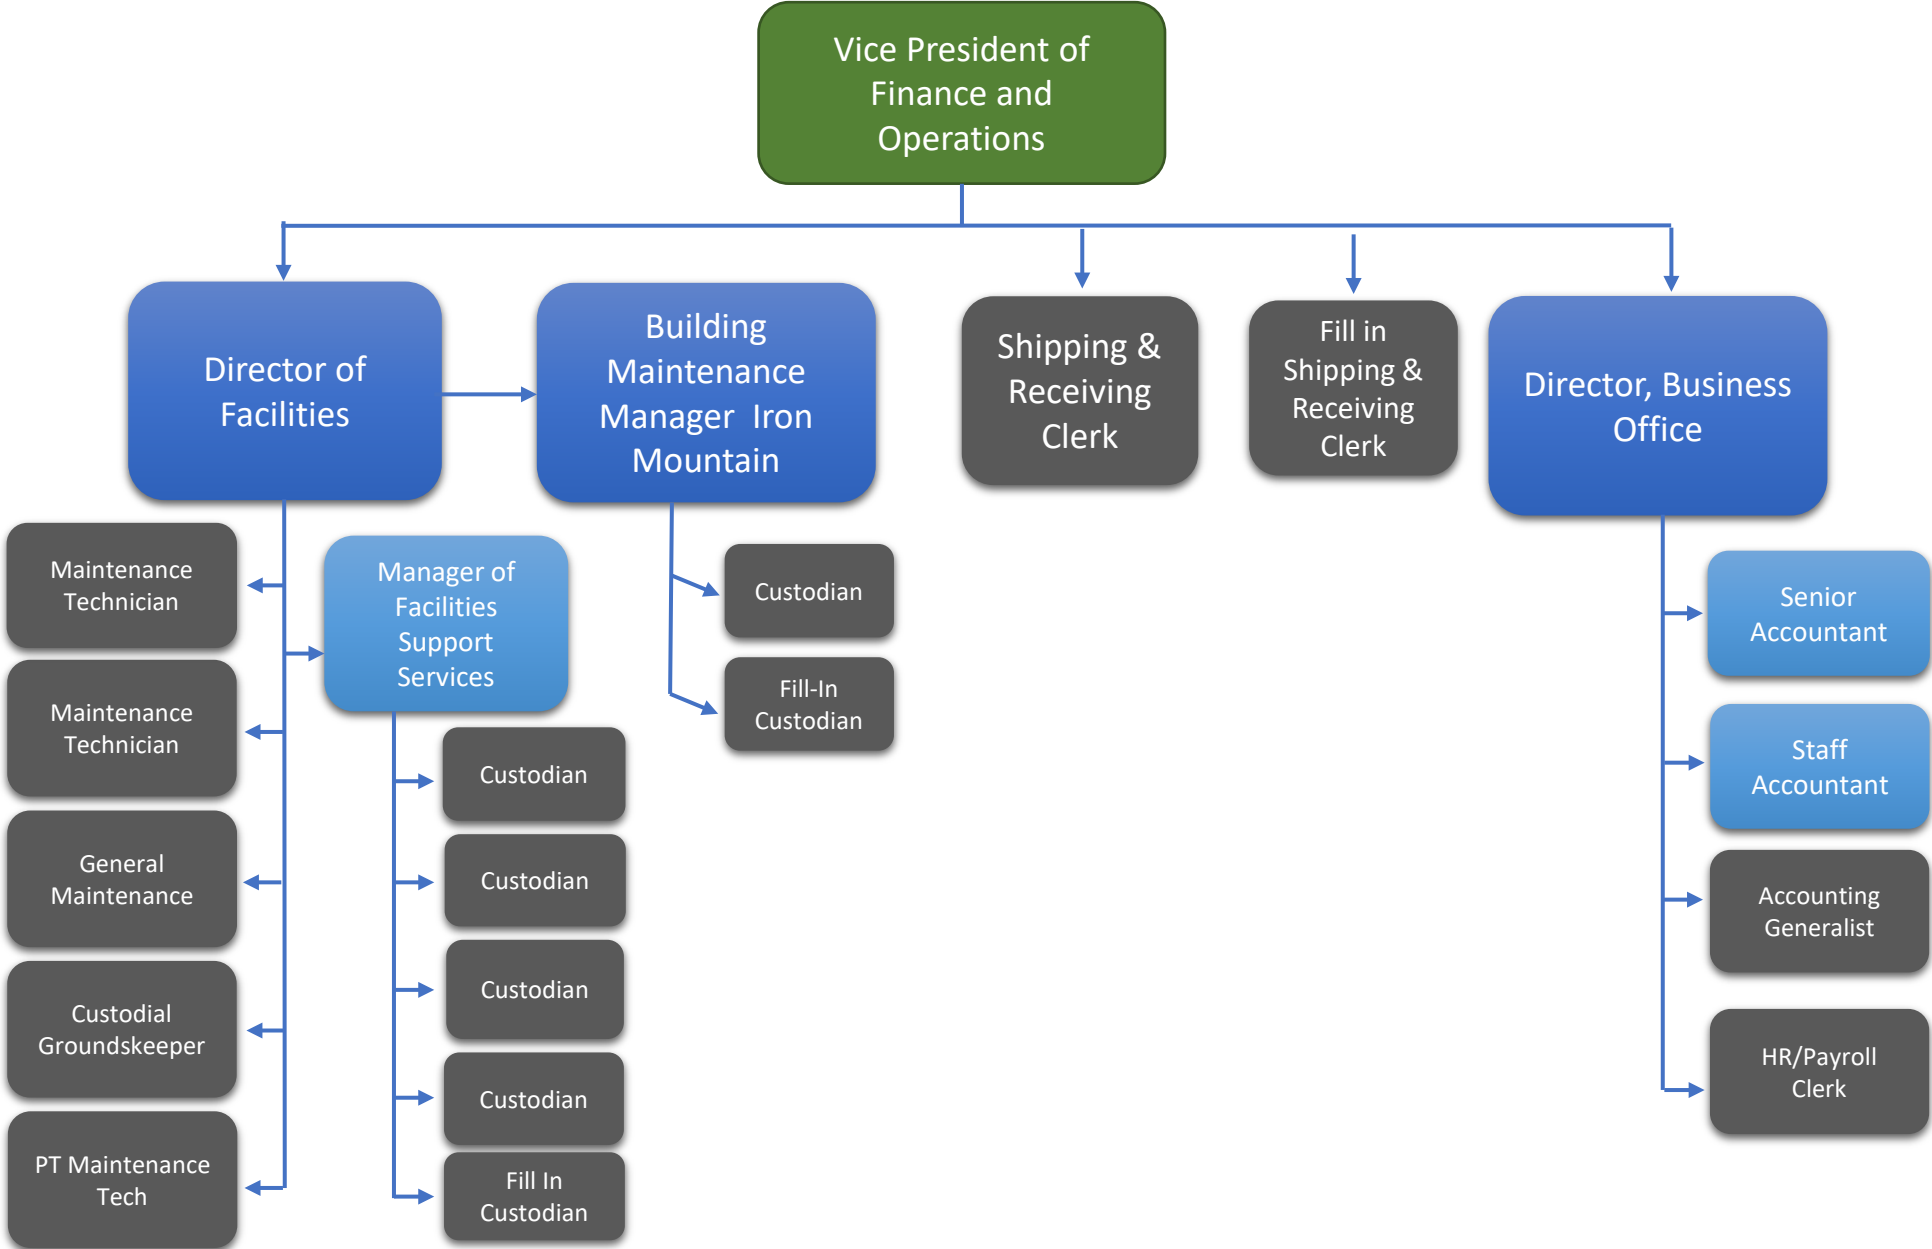 Vice President of
Finance and
Operations
Director of
Facilities
Building
Maintenance
Manager  Iron
Mountain
Shipping &
Receiving
Clerk
Fill in
Shipping &
Receiving
Clerk
Director, Business
Office
Maintenance
Technician
Maintenance
Technician
General
Maintenance
Custodial
Groundskeeper
PT Maintenance
Tech
Manager of
Facilities
Support
Services
Custodian
Custodian
Custodian
Custodian
Fill In
Custodian
Custodian
Fill-In
Custodian
Senior
Accountant
Staff
Accountant
Accounting
Generalist
HR/Payroll
Clerk